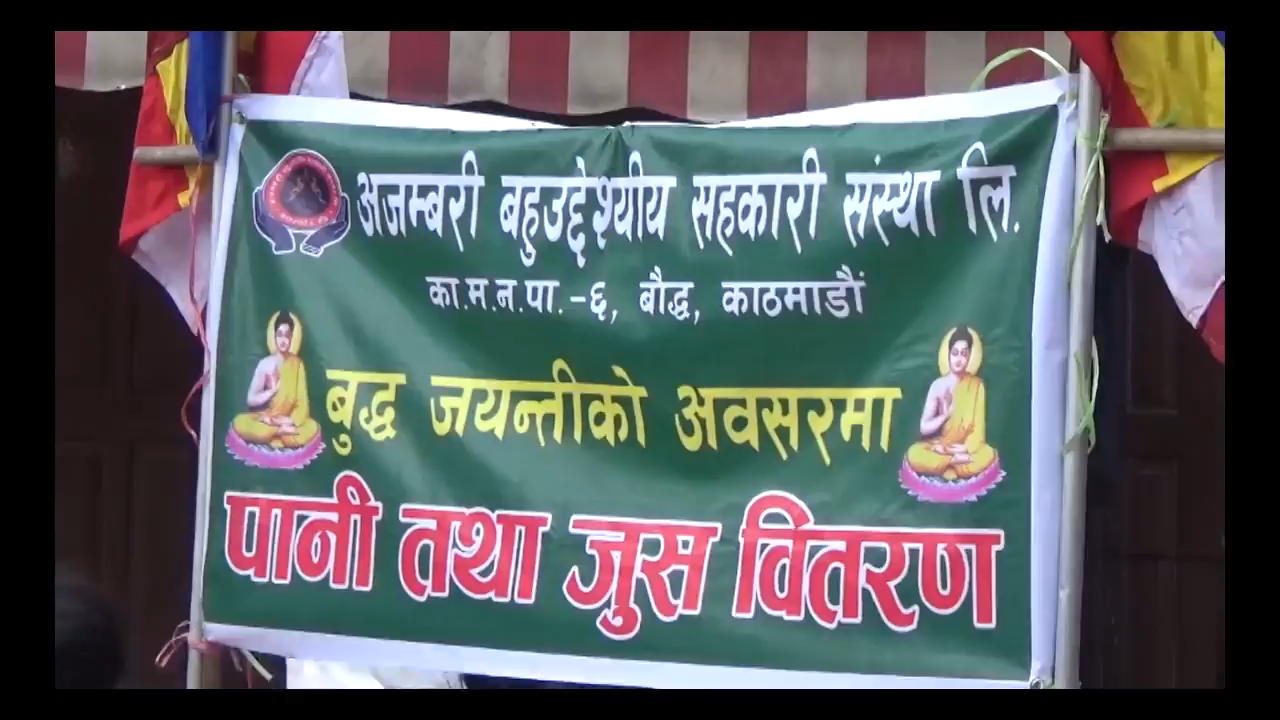 अजम्बरी बहुउद्देश्यीय सहकारी संस्था लि.
का.म.न.पा.-६, बौद्ध, काठमाडौं
बुद्ध जयन्तीको अवसरमा
पानी तथा जुस वितरण